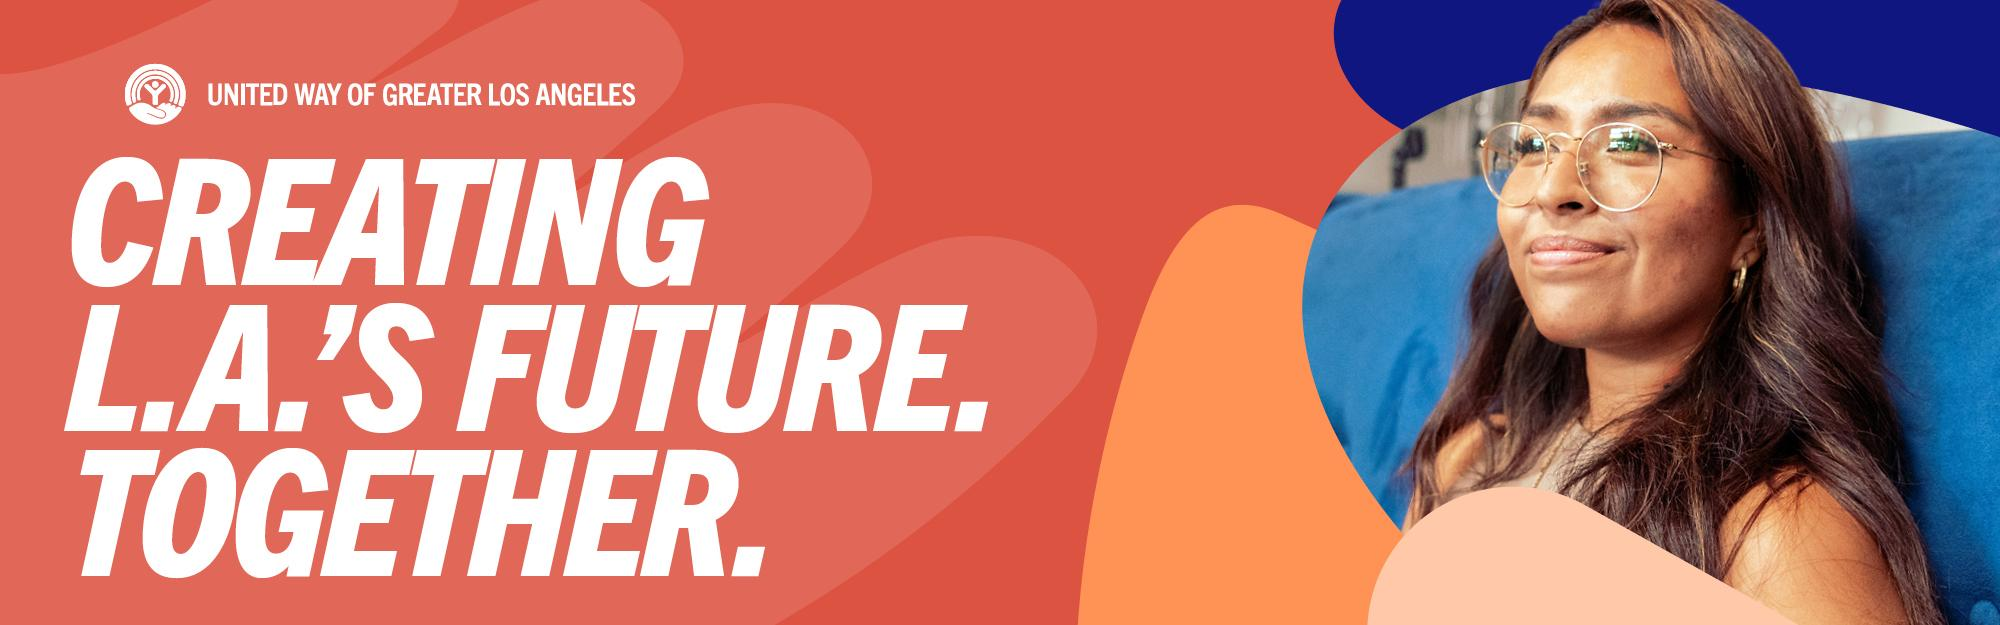 UNITED WAY OF GREATER LOS ANGELES
CREATING
L.A.’S FUTURE.
TOGETHER.